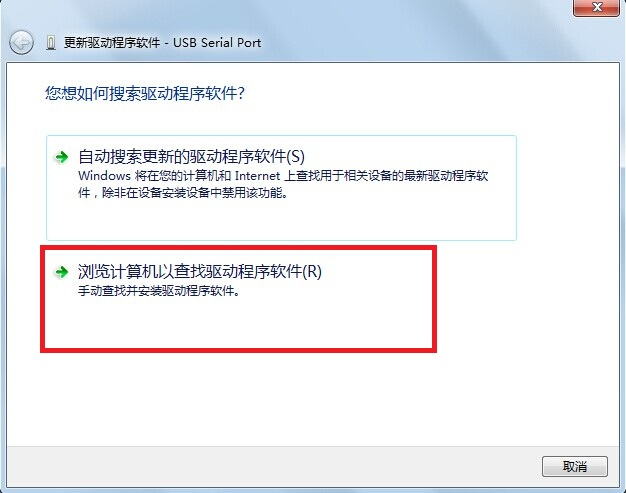 更新驱动程序软件 - USB Serial Port
您想如何搜索驱动程序软件?
自动搜索更新的驱动程序软件(S)
Windows 将在您的计算机和 Internet 上查找用于相关设备的最新驱动程序软
件，除非在设备安装设备中禁用该功能。
浏览计算机以查找驱动程序软件(R)
手动查找并安装驱动程序软件。
取消